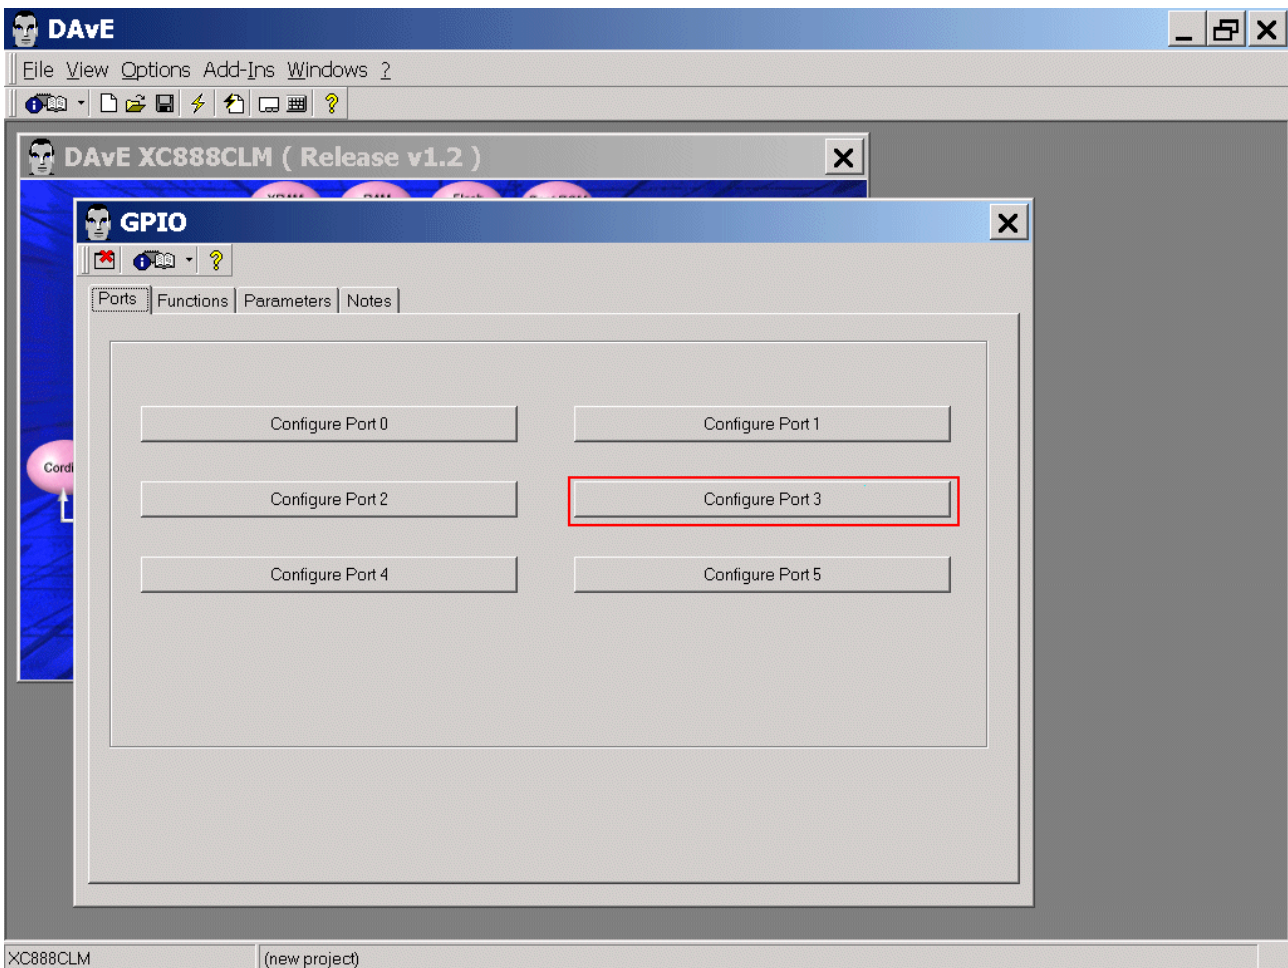 DAvE
File View Options Add-Ins Windows ?
DAvE XC888CLM ( Release v1.2 )
GPIO
Ports Functions Parameters Notes
Configure Port 0 Configure Port 1
Configure Port 2 Configure Port 3
Cordi
Configure Port 4 Configure Port 5
XC888CLM (new project)